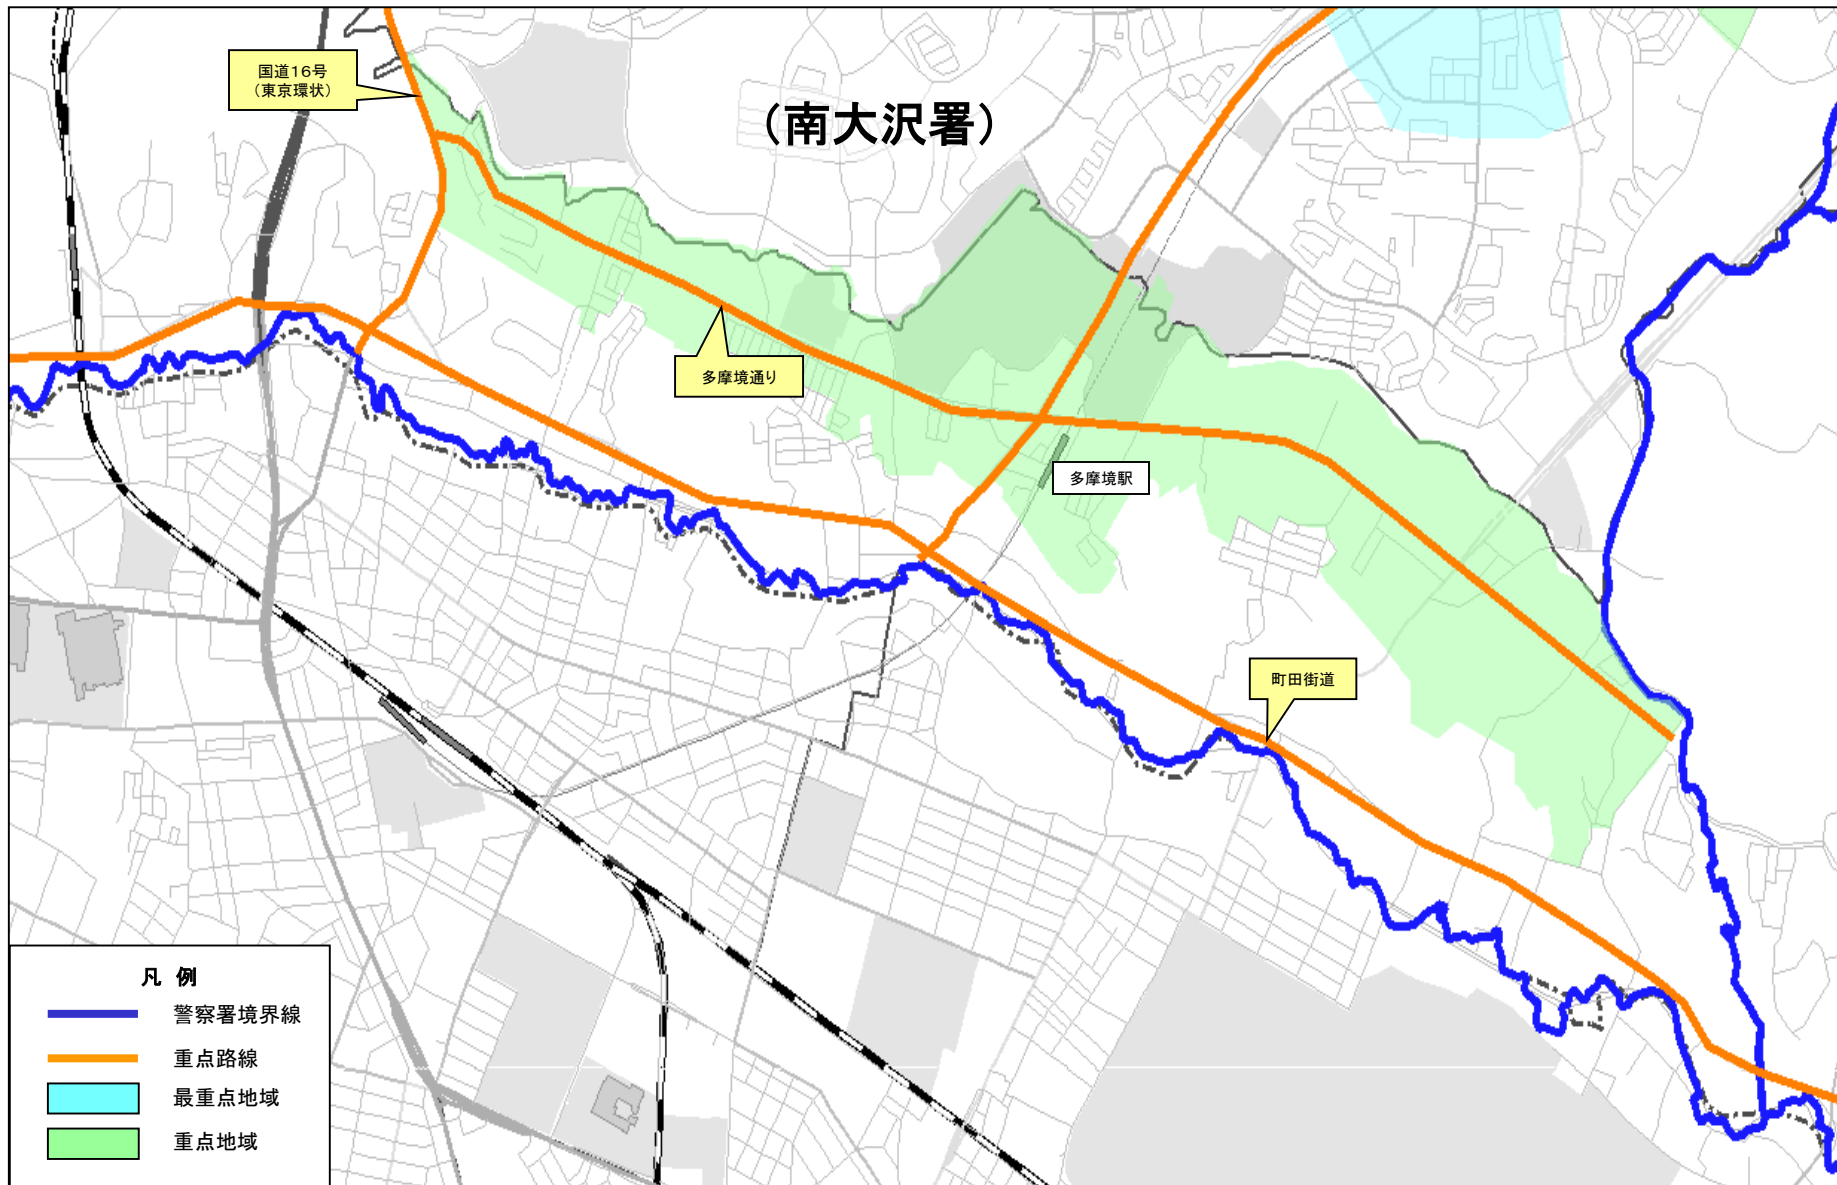 国道16号
（東京環状）
（南大沢署）
多摩境通り
多摩境駅
町田街道
凡 例
警察署境界線
重点路線
最重点地域
重点地域